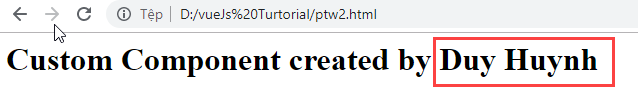 Tệp
D:/vueJs%20Turtorial/ptw2.html
Custom Component created by Duy Huynh